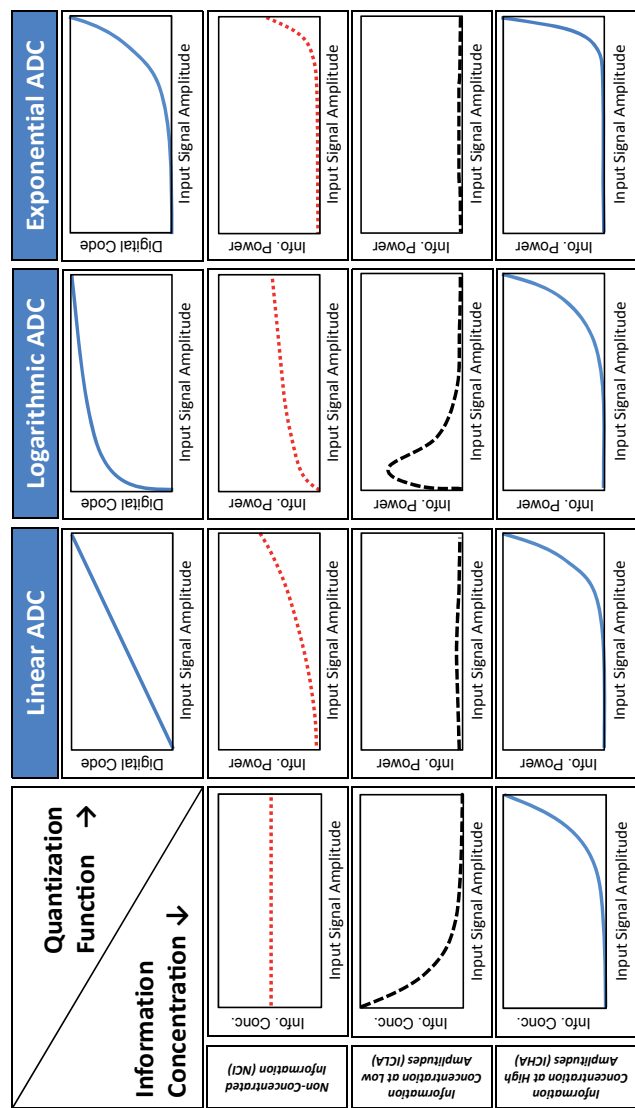 Quantization
Function →
Information
Concentration ↓
Linear ADC
Logarithmic ADC
Exponential ADC
Digital Code
Input Signal Amplitude
Digital Code
Input Signal Amplitude
Digital Code
Input Signal Amplitude
Non-Concentrated
Information (NCI)
Info. Conc.
Input Signal Amplitude
Info. Power
Input Signal Amplitude
Info. Power
Input Signal Amplitude
Info. Power
Input Signal Amplitude
Information
Concentration at Low
Amplitudes (ICLA)
Info. Conc.
Input Signal Amplitude
Info. Power
Input Signal Amplitude
Info. Power
Input Signal Amplitude
Info. Power
Input Signal Amplitude
Information
Concentration at High
Amplitudes (ICHA)
Info. Conc.
Input Signal Amplitude
Info. Power
Input Signal Amplitude
Info. Power
Input Signal Amplitude
Info. Power
Input Signal Amplitude